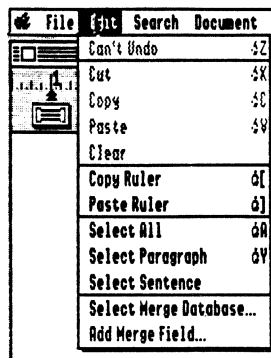 File Edit Search Document
Can't Undo Z
Cut X
Copy C
Paste V
Clear
Copy Ruler [
Paste Ruler ]
Select All A
Select Paragraph Y
Select Sentence
Select Merge Database...
Add Merge Field...